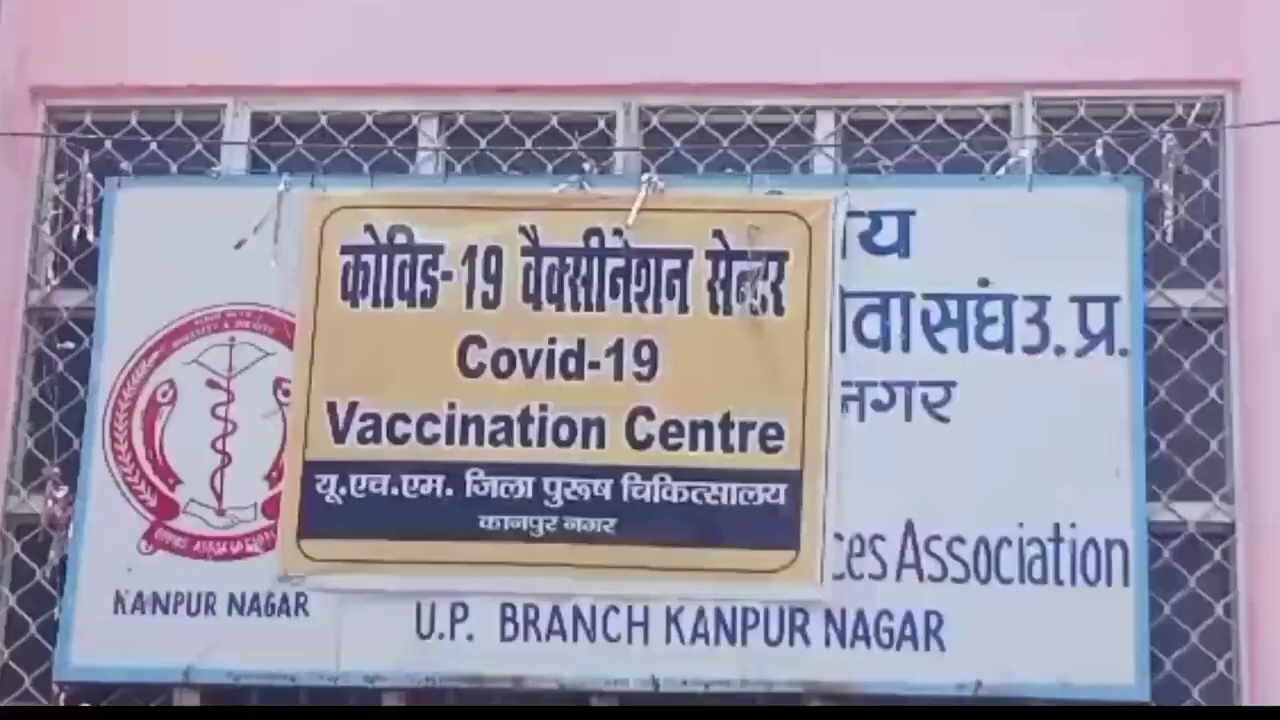 कोविड-19 वैक्सीनेशन सेन्टर
Covid-19
Vaccination Centre
यू.एच.एम. जिला पुरूष चिकित्सालय
कानपुर नगर
य
वा संघ उ. प्र.
नगर
ces Association
KANPUR NAGAR
U.P. BRANCH KANPUR NAGAR